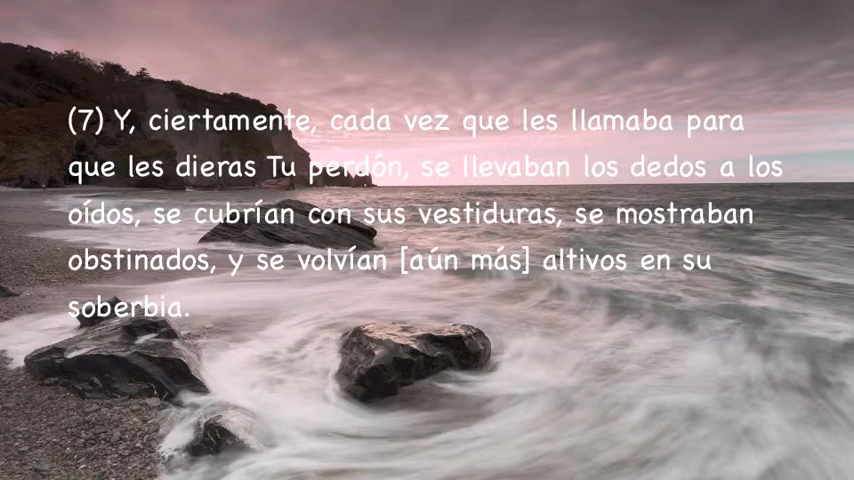 (7) Y, ciertamente, cada vez que les llamaba para
que les dieras Tu perdón, se llevaban los dedos a los
oídos, se cubrían con sus vestiduras, se mostraban
obstinados, y se volvían [aún más] altivos en su
soberbia.